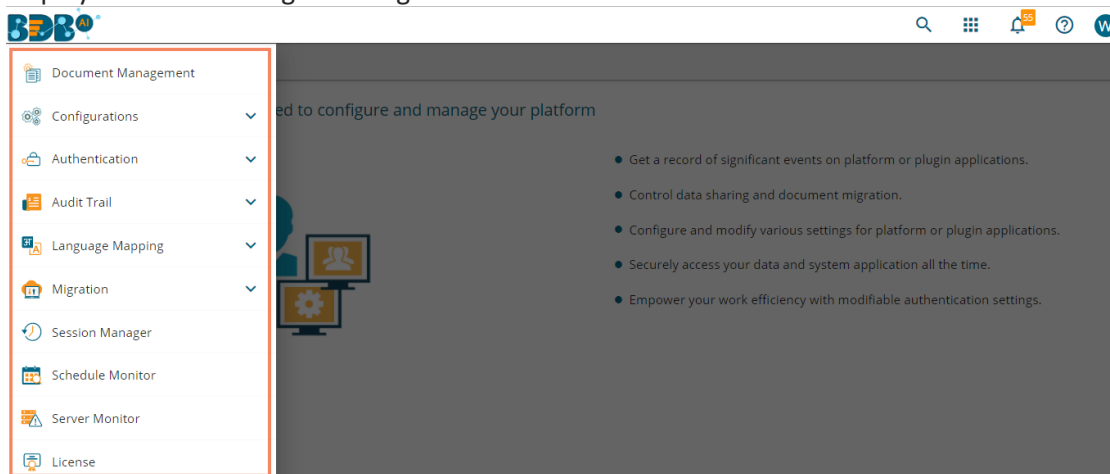 BDB AI
55
W
Document Management
Configurations
ed to configure and manage your platform
Authentication
Get a record of significant events on platform or plugin applications.
Audit Trail
Control data sharing and document migration.
Language Mapping
Configure and modify various settings for platform or plugin applications.
Securely access your data and system application all the time.
Migration
Empower your work efficiency with modifiable authentication settings.
Session Manager
Schedule Monitor
Server Monitor
License